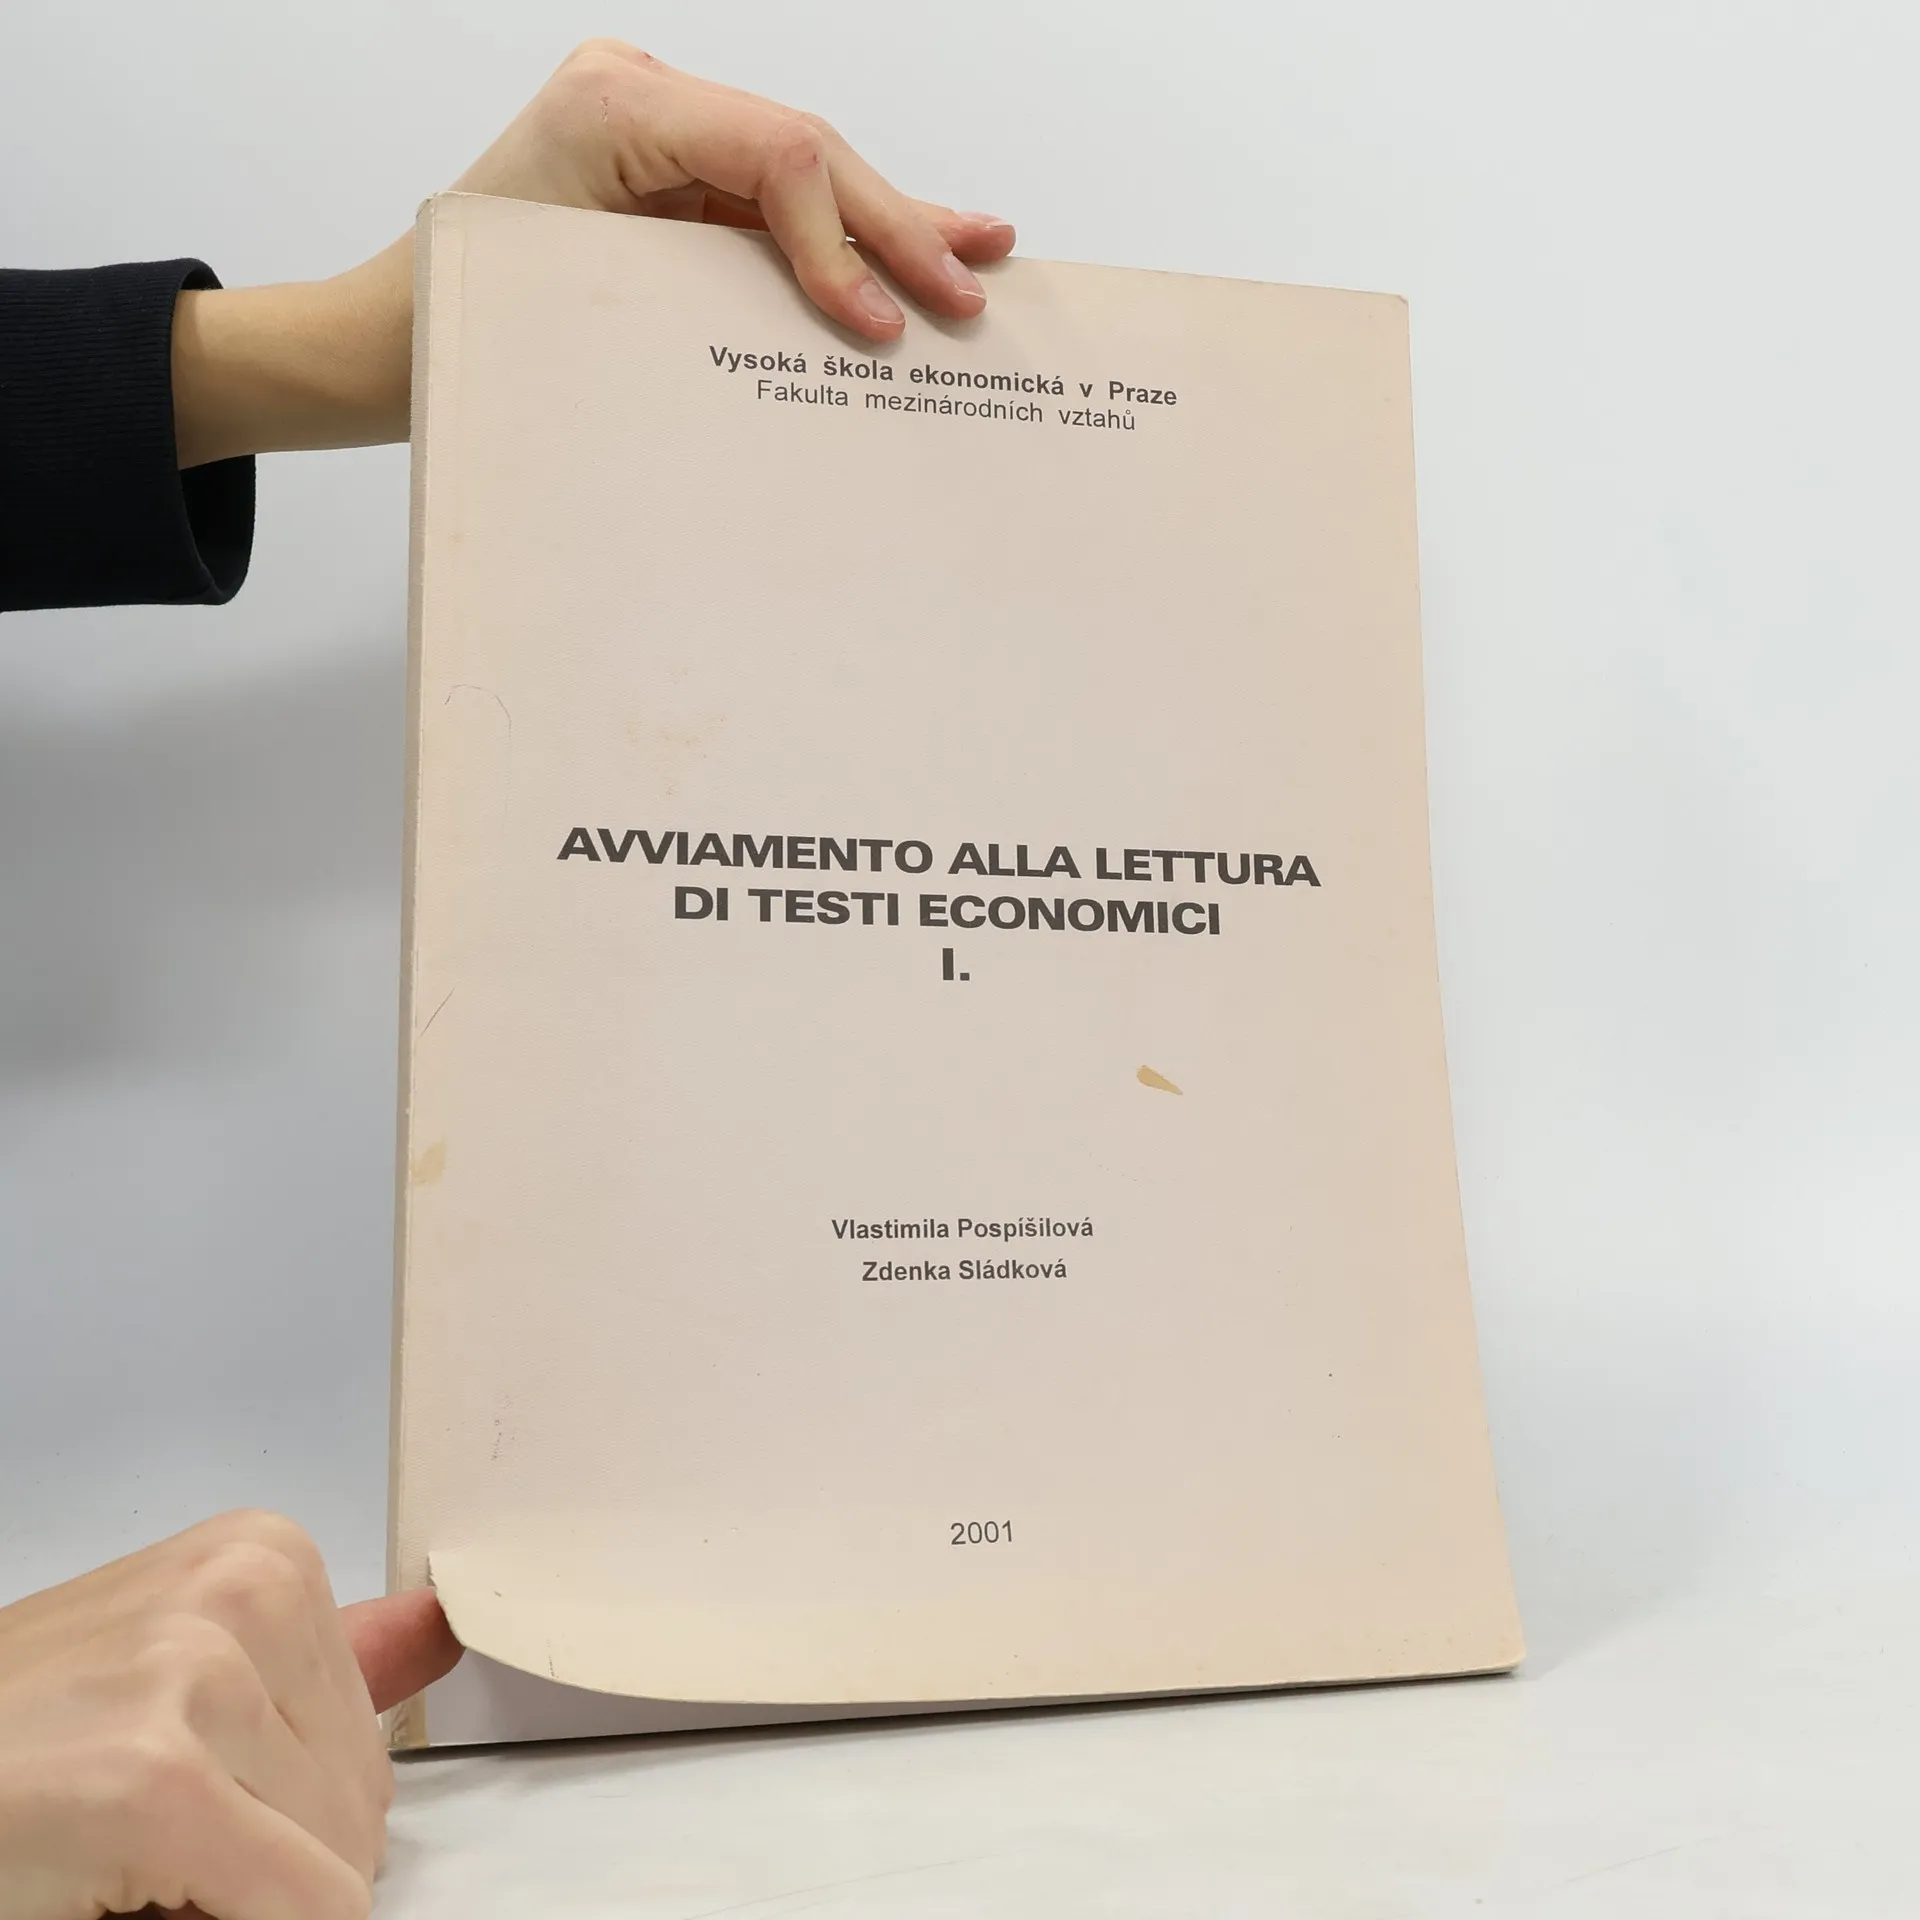 Vysoká škola ekonomická v Praze
Fakulta mezinárodních vztahů
AVVIAMENTO ALLA LETTURA
DI TESTI ECONOMICI
I.
Vlastimila Pospíšilová
Zdenka Sládková
2001